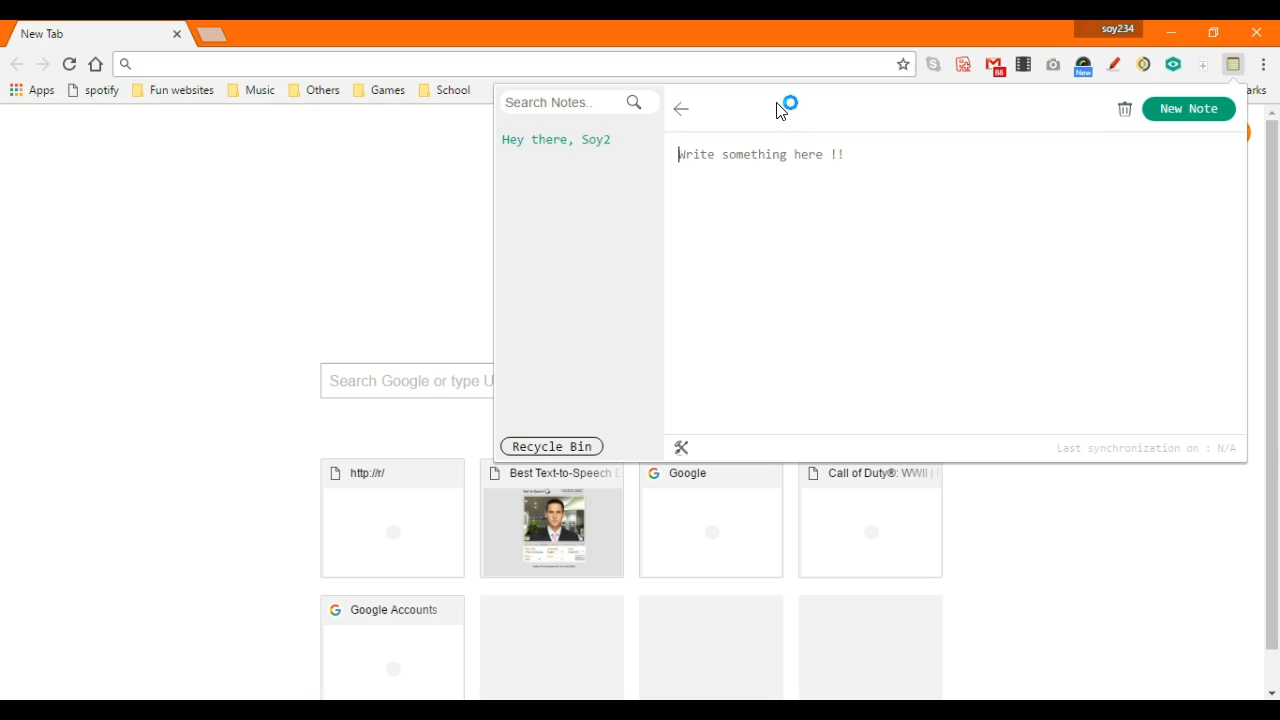 New Tab
soy234
88
New
Apps
spotify
Fun websites
Music
Others
Games
School
arks
Search Notes..
New Note
Hey there, Soy2
Write something here !!
Search Google or type U
Recycle Bin
Last synchronization on : N/A
http://r/
Best Text-to-Speech
Google
Call of Duty®: WWII |
Google Accounts